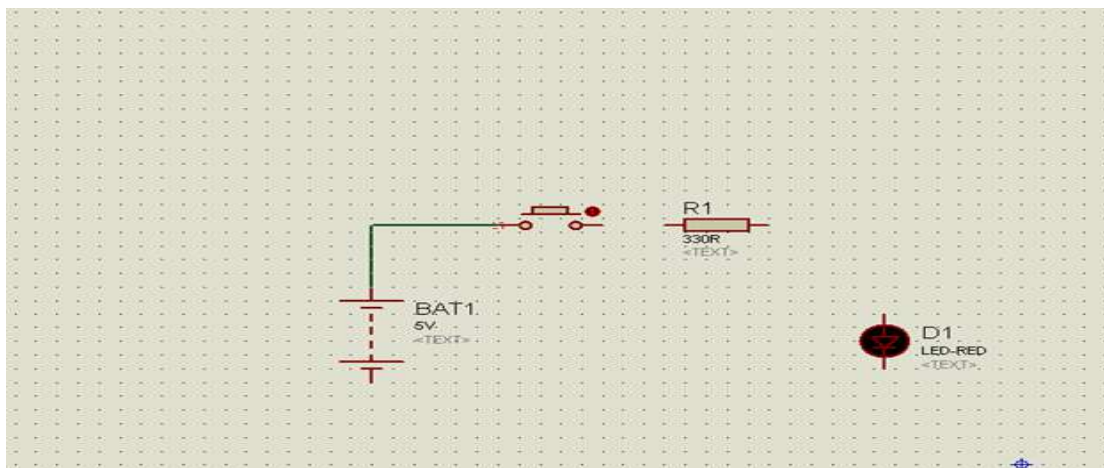 R1
330R
<TEXT>
BAT1
5V
<TEXT>
D1
LED-RED
<TEXT>